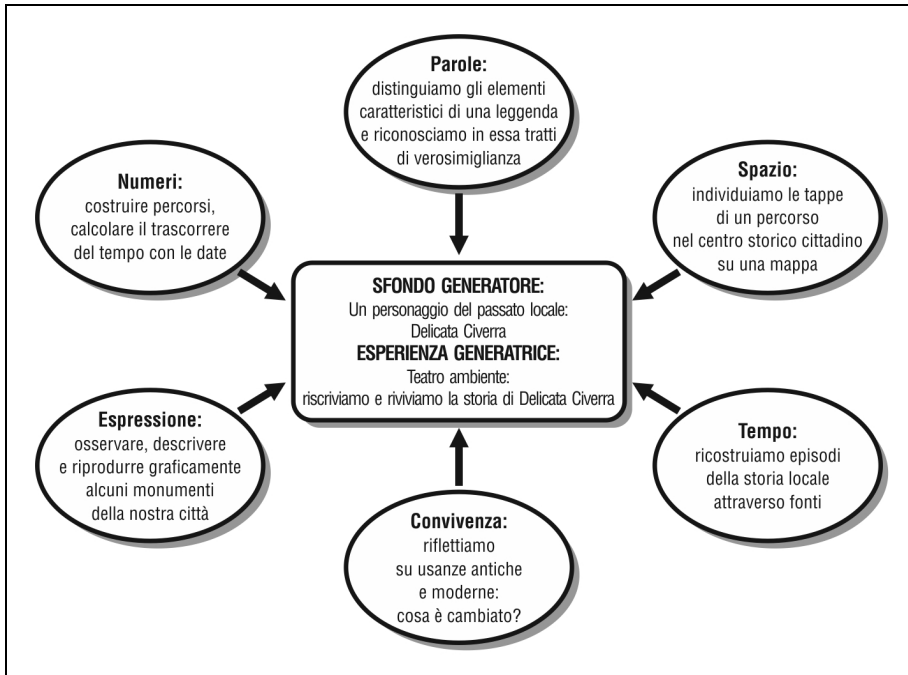 Parole:
distinguiamo gli elementi
caratteristici di una leggenda
e riconosciamo in essa tratti
di verosimiglianza
Numeri:
costruire percorsi,
calcolare il trascorrere
del tempo con le date
Spazio:
individuiamo le tappe
di un percorso
nel centro storico cittadino
su una mappa
SFONDO GENERATORE:
Un personaggio del passato locale:
Delicata Civerra
ESPERIENZA GENERATRICE:
Teatro ambiente:
riscriviamo e riviviamo la storia di Delicata Civerra
Espressione:
osservare, descrivere
e riprodurre graficamente
alcuni monumenti
della nostra città
Convivenza:
riflettiamo
su usanze antiche
e moderne:
cosa è cambiato?
Tempo:
ricostruiamo episodi
della storia locale
attraverso fonti